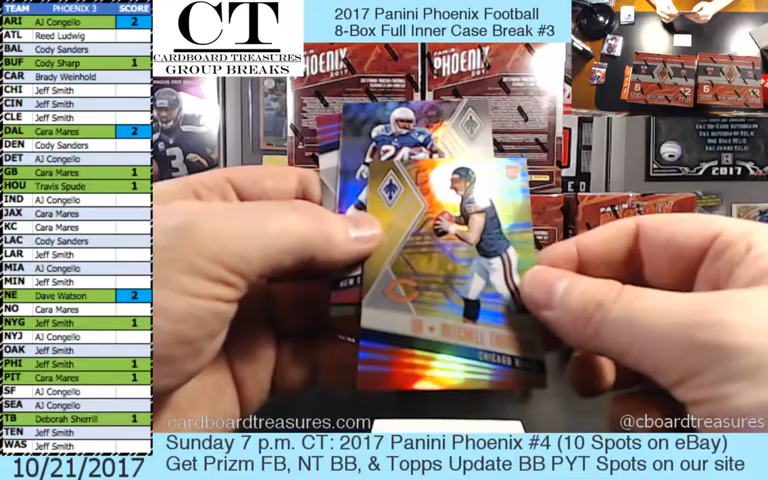 TEAM PHOENIX 3 SCORE
ARI AJ Congello 2
ATL Reed Ludwig
BAL Cody Sanders
BUF Cody Sharp 1
CAR Brady Weinhold
CHI Jeff Smith
CIN Jeff Smith
CLE Jeff Smith
DAL Cara Mares 2
DEN Cody Sanders
DET AJ Congello
GB Cara Mares 1
HOU Travis Spude 1
IND AJ Congello
JAX Cara Mares
KC Cara Mares
LAC Cody Sanders
LAR Jeff Smith
MIA AJ Congello
MIN Jeff Smith
NE Dave Watson 2
NO Cara Mares
NYG Jeff Smith 1
NYJ AJ Congello
OAK Jeff Smith
PHI Jeff Smith 1
PIT Cara Mares 1
SF AJ Congello
SEA AJ Congello
TB Deborah Sherrill 1
TEN Jeff Smith
WAS Jeff Smith
10/21/2017
CT
CARDBOARD TREASURES
GROUP BREAKS
2017 Panini Phoenix Football
8-Box Full Inner Case Break #3
PHOENIX
2017
PANINI
PHOENIX
2017
QB MITCHELL
CHICAGO
cardboardtreasures.com
@cboardtreasures
Sunday 7 p.m. CT: 2017 Panini Phoenix #4 (10 Spots on eBay)
Get Prizm FB, NT BB, & Topps Update BB PYT Spots on our site